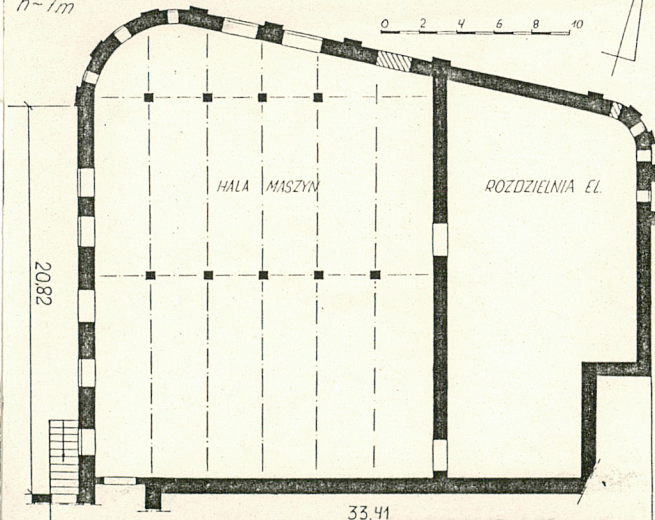 h~1m
0 2 4 6 8 10
HALA MASZYN
ROZDZIELNIA EL.
20,82
33,41